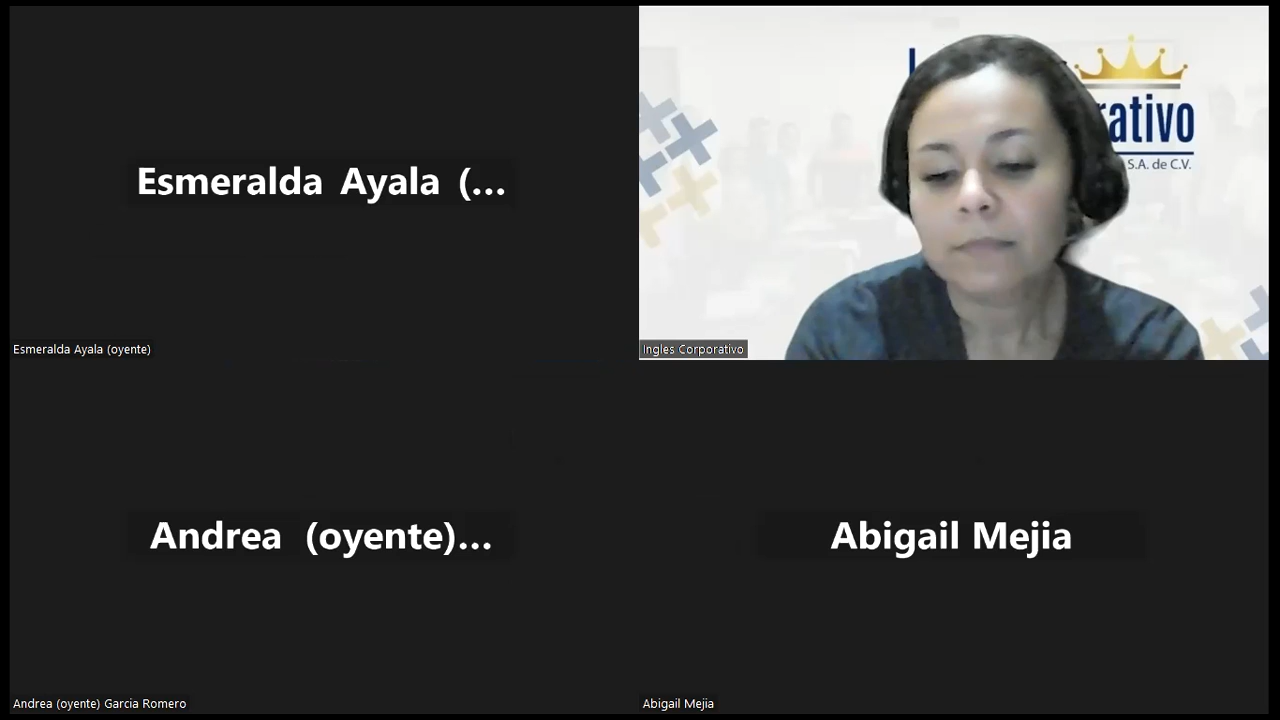 Esmeralda Ayala (...
Esmeralda Ayala (oyente)
rativo
S.A. de C.V.
Ingles Corporativo
Andrea (oyente)...
Andrea (oyente) Garcia Romero
Abigail Mejia
Abigail Mejia